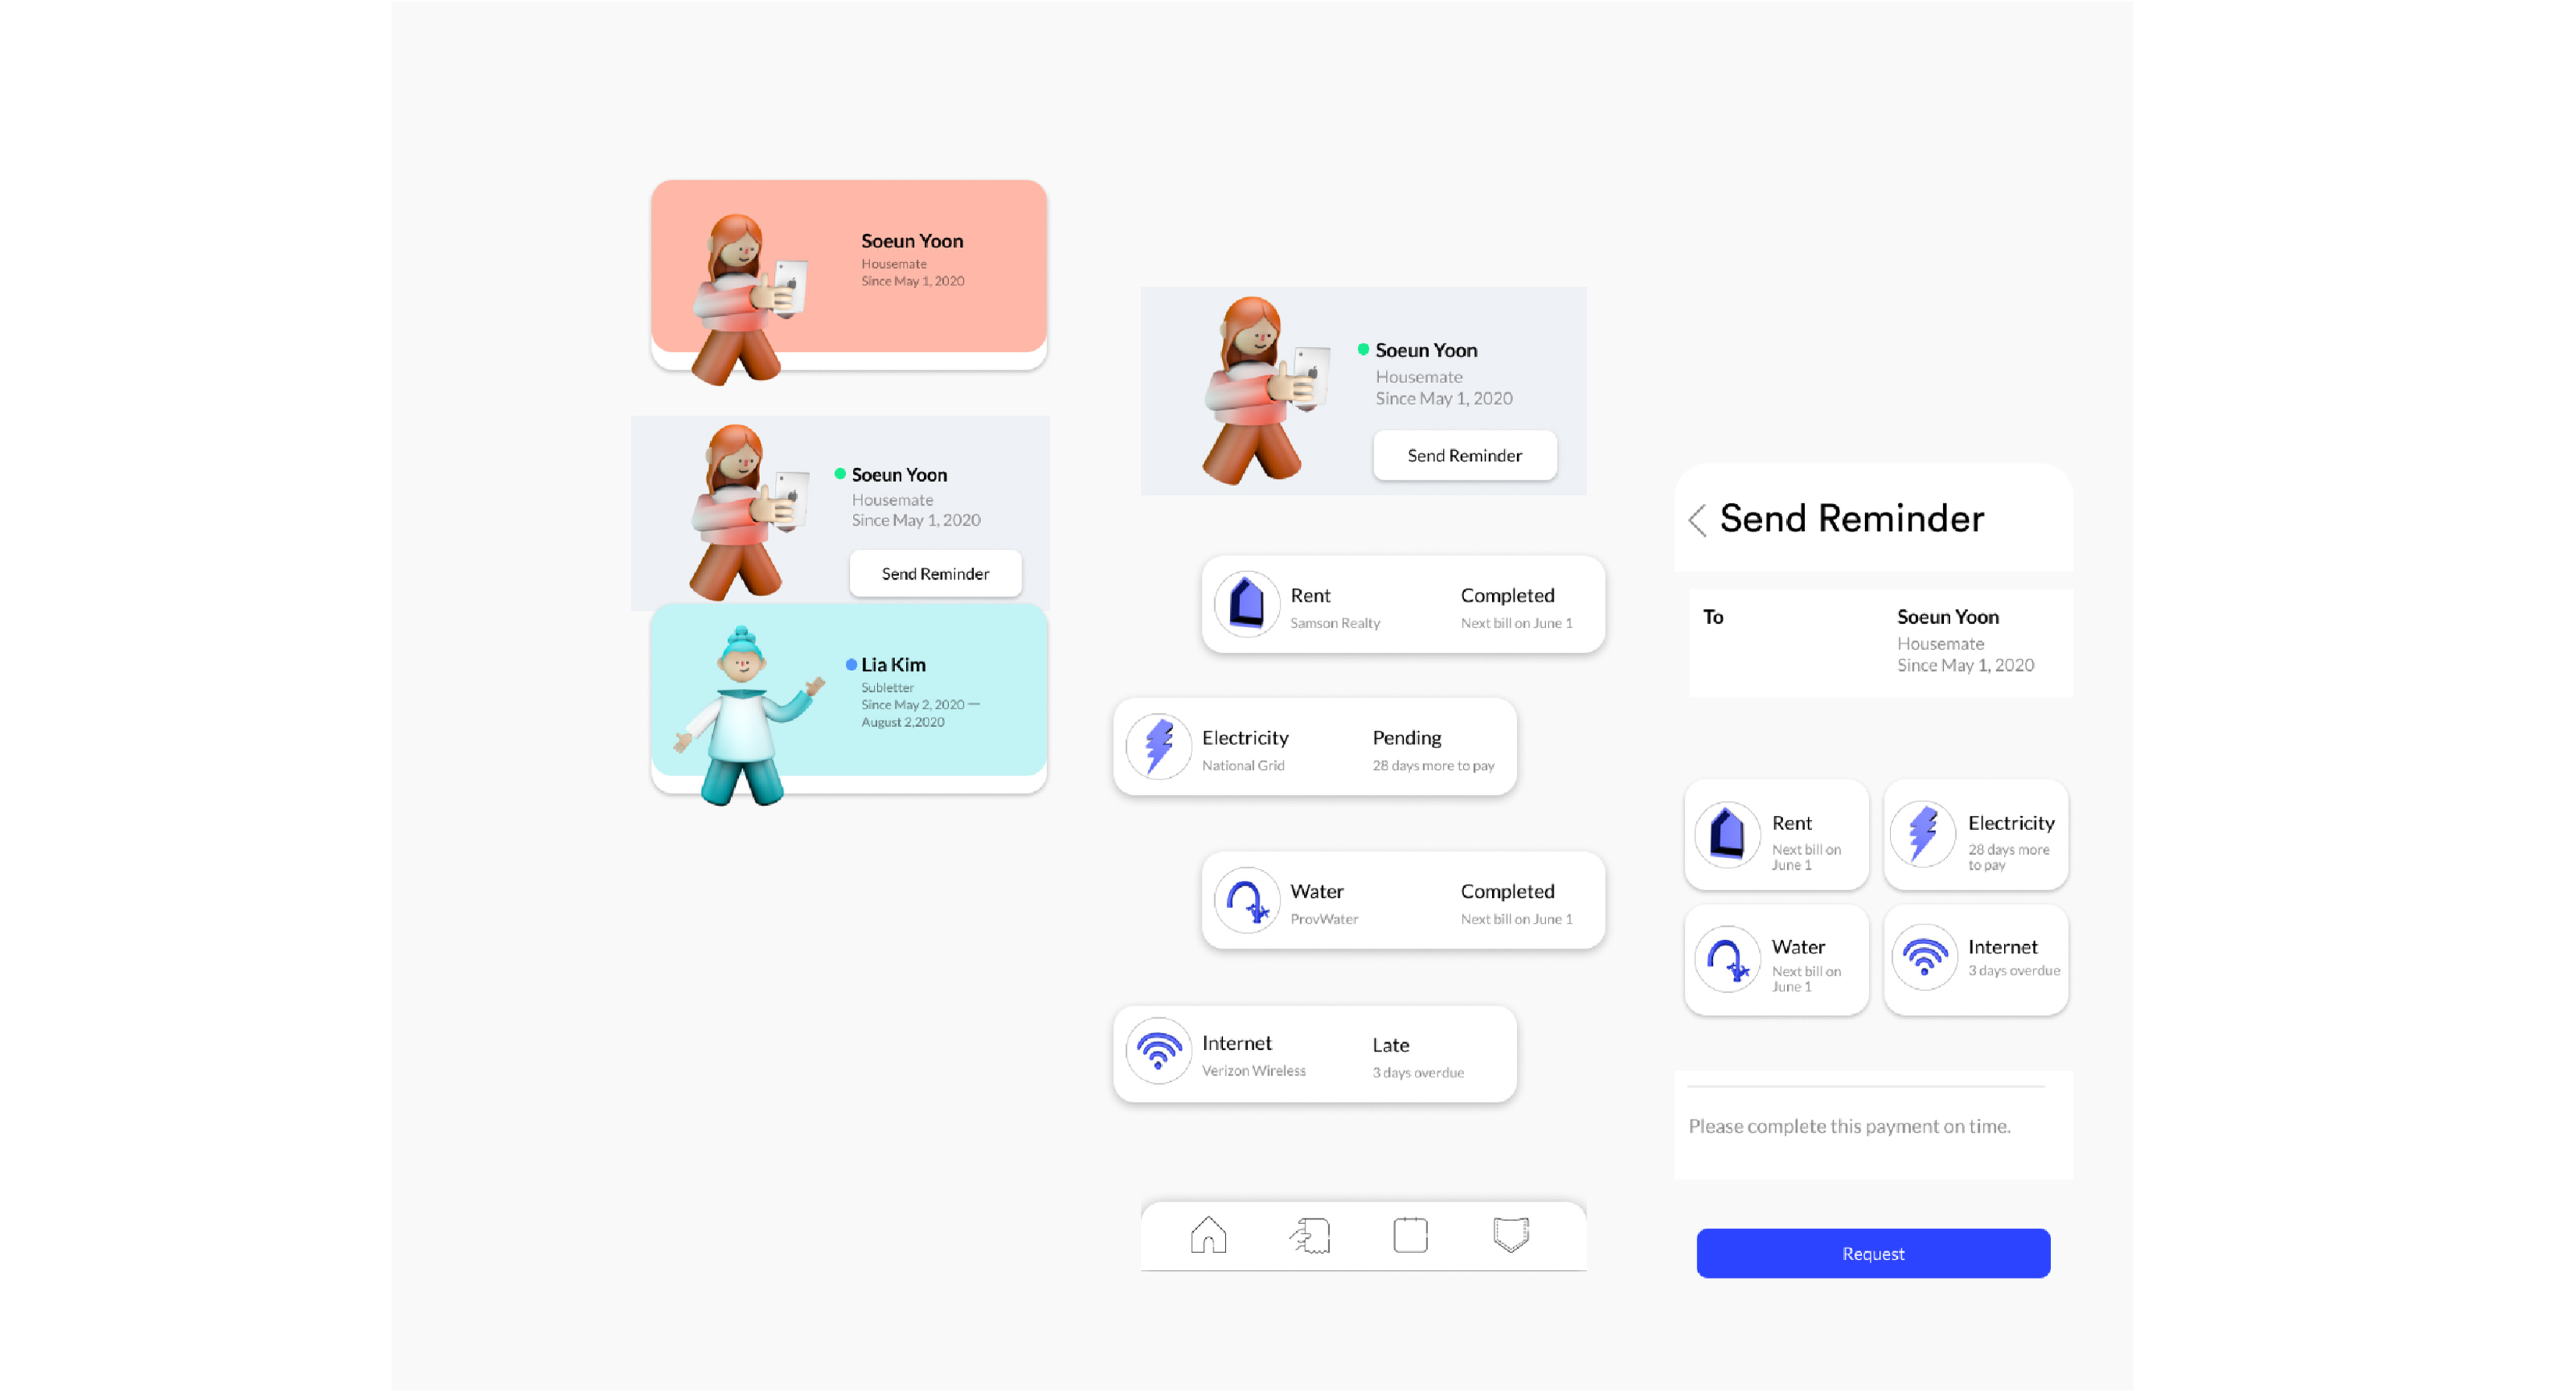 Soeun Yoon
Housemate
Since May 1, 2020
Soeun Yoon
Housemate
Since May 1, 2020
Send Reminder
Lia Kim
Subletter
Since May 2, 2020 —
August 2,2020
Soeun Yoon
Housemate
Since May 1, 2020
Send Reminder
Rent
Samson Realty
Completed
Next bill on June 1
Electricity
National Grid
Pending
28 days more to pay
Water
ProvWater
Completed
Next bill on June 1
Internet
Verizon Wireless
Late
3 days overdue
Send Reminder
To
Soeun Yoon
Housemate
Since May 1, 2020
Rent
Next bill on
June 1
Electricity
28 days more
to pay
Water
Next bill on
June 1
Internet
3 days overdue
Please complete this payment on time.
Request